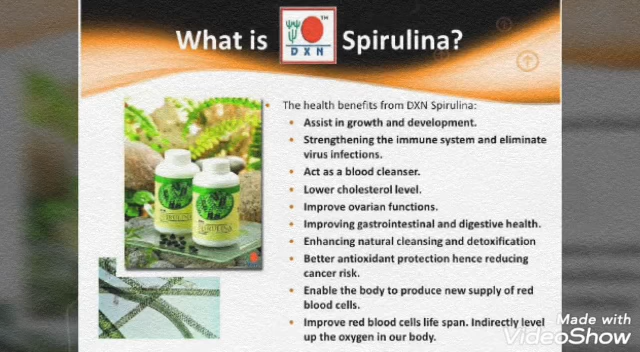 What is DXN™ Spirulina?
The health benefits from DXN Spirulina:
• Assist in growth and development.
• Strengthening the immune system and eliminate
virus infections.
• Act as a blood cleanser.
• Lower cholesterol level.
• Improve ovarian functions.
• Improving gastrointestinal and digestive health.
• Enhancing natural cleansing and detoxification
• Better antioxidant protection hence reducing
cancer risk.
• Enable the body to produce new supply of red
blood cells.
• Improve red blood cells life span. Indirectly level
up the oxygen in our body.
Made with
VideoShow